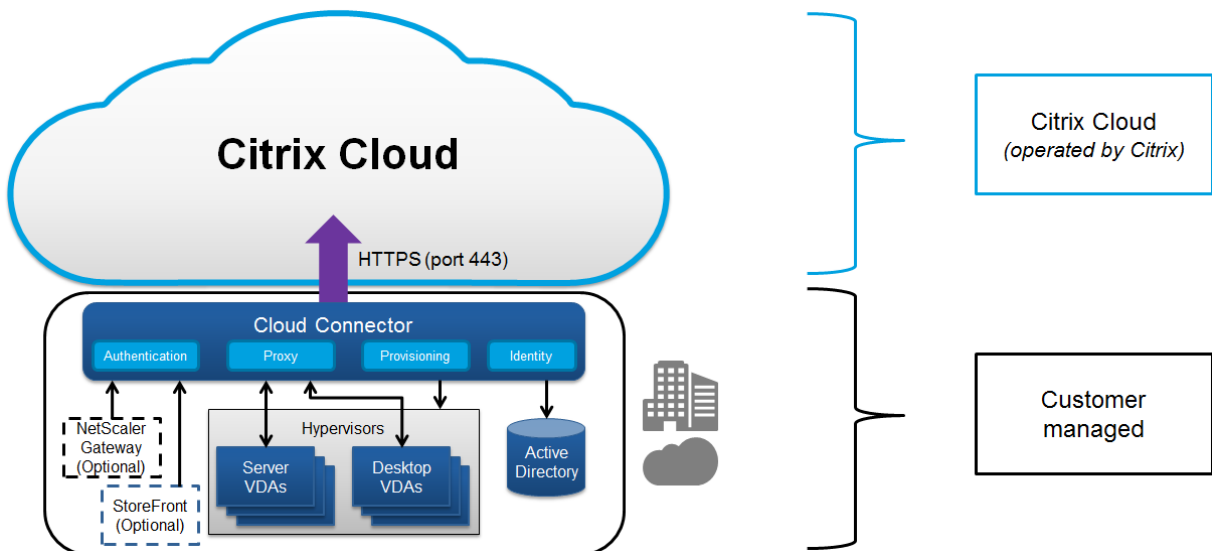 Citrix Cloud
HTTPS (port 443)
Cloud Connector
Authentication
Proxy
Provisioning
Identity
NetScaler
Gateway
(Optional)
StoreFront
(Optional)
Hypervisors
Server
VDAs
Desktop
VDAs
Active
Directory
Citrix Cloud
(operated by Citrix)
Customer
managed